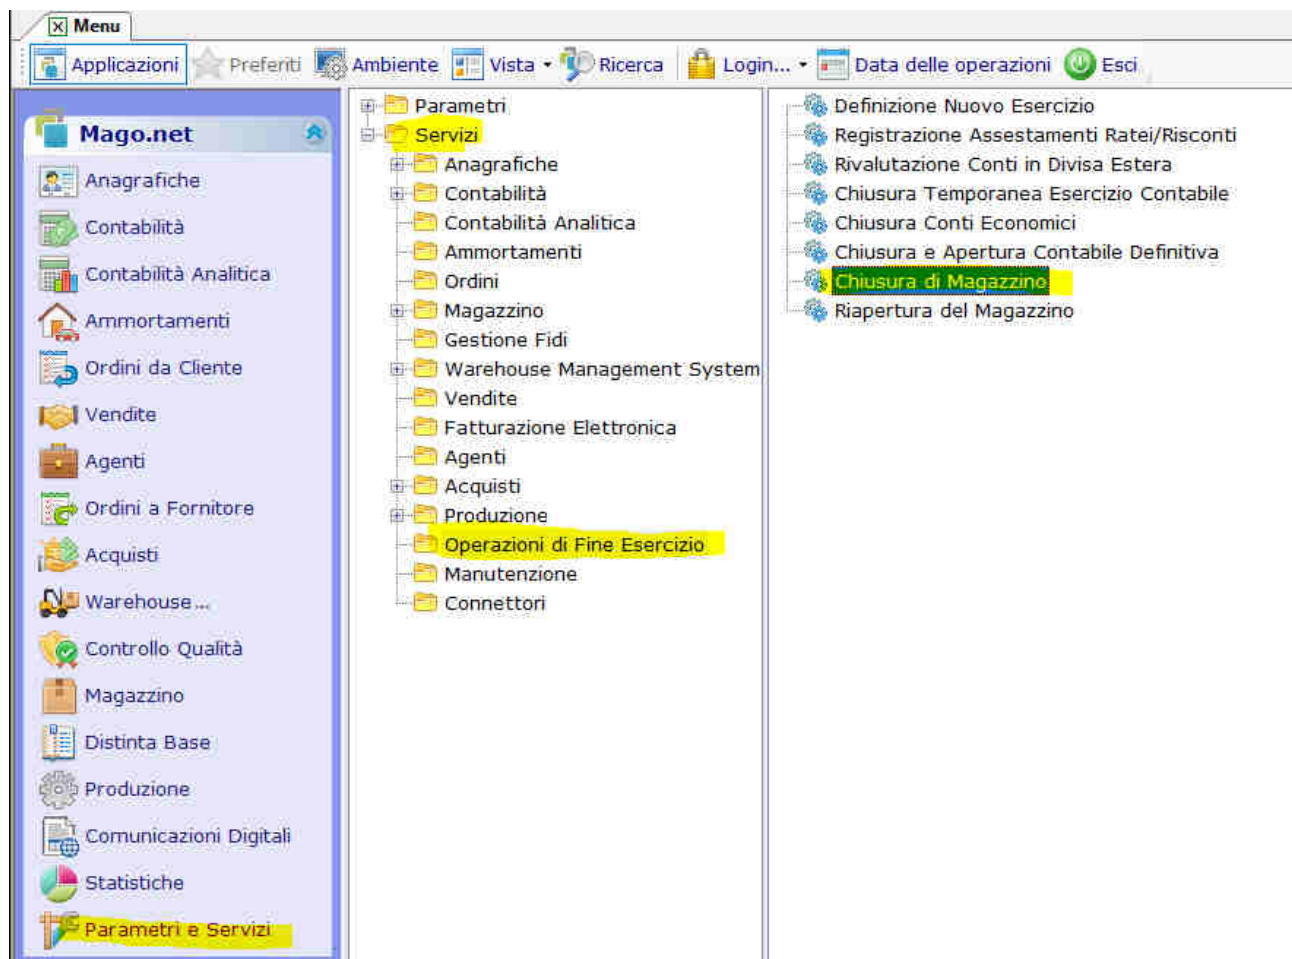 Menu
Applicazioni Preferiti Ambiente Vista Ricerca Login... Data delle operazioni Esci
Mago.net
Anagrafiche
Contabilità
Contabilità Analitica
Ammortamenti
Ordini da Cliente
Vendite
Agenti
Ordini a Fornitore
Acquisti
Warehouse...
Controllo Qualità
Magazzino
Distinta Base
Produzione
Comunicazioni Digitali
Statistiche
Parametri e Servizi
Parametri
Servizi
Anagrafiche
Contabilità
Contabilità Analitica
Ammortamenti
Ordini
Magazzino
Gestione Fidi
Warehouse Management System
Vendite
Fatturazione Elettronica
Agenti
Acquisti
Produzione
Operazioni di Fine Esercizio
Manutenzione
Connettori
Definizione Nuovo Esercizio
Registrazione Assestamenti Ratei/Risconti
Rivalutazione Conti in Divisa Estera
Chiusura Temporanea Esercizio Contabile
Chiusura Conti Economici
Chiusura e Apertura Contabile Definitiva
Chiusura di Magazzino
Riapertura del Magazzino